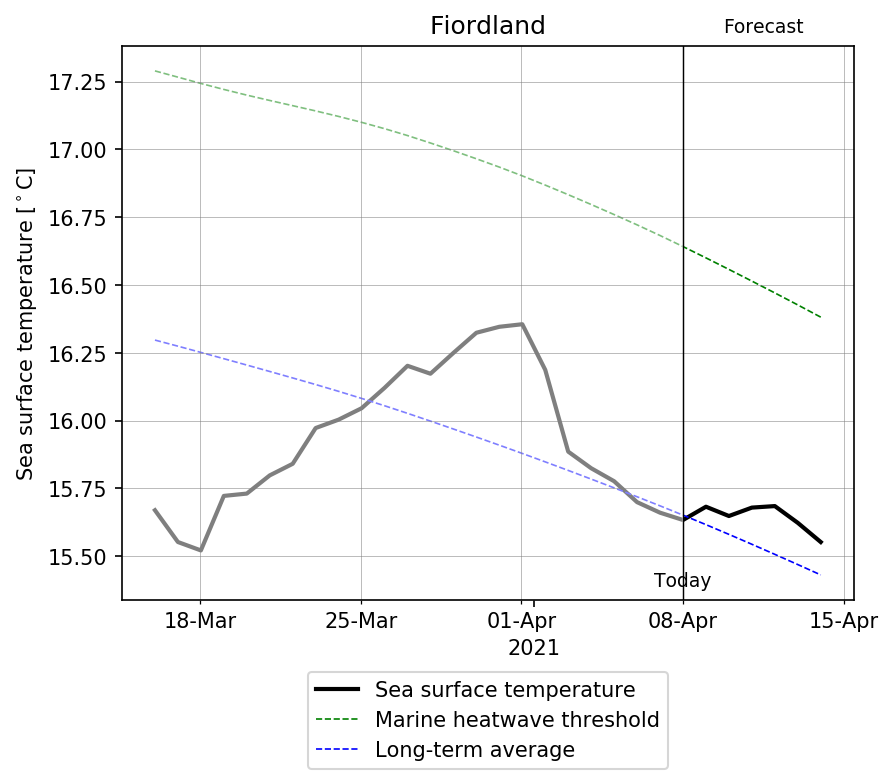 Fiordland
Forecast
Sea surface temperature [°C]
17.25
17.00
16.75
16.50
16.25
16.00
15.75
15.50
Today
18-Mar 25-Mar 01-Apr 08-Apr 15-Apr
2021
Sea surface temperature
Marine heatwave threshold
Long-term average